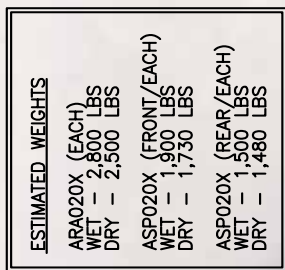 ESTIMATED WEIGHTS
ARA020X (EACH)
WET - 2,800 LBS
DRY - 2,500 LBS
ASP020X (FRONT/EACH)
WET - 1,900 LBS
DRY - 1,730 LBS
ASP020X (REAR/EACH)
WET - 1,500 LBS
DRY - 1,480 LBS